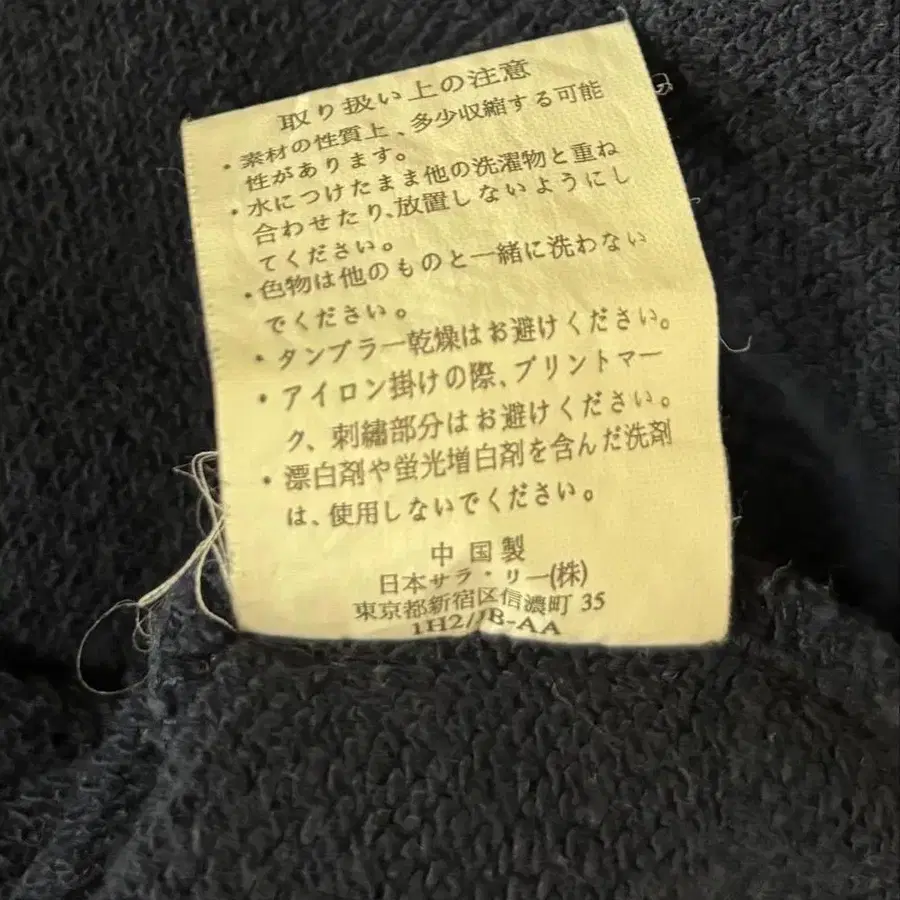 取り扱い上の注意
・素材の性質上、多少収縮する可能
性があります。
・水につけたまま他の洗濯物と重ね
合わせたり、放置しないようにし
てください。
・色物は他のものと一緒に洗わない
でください。
・タンブラー乾燥はお避けください。
・アイロン掛けの際、プリントマー
ク、刺繍部分はお避けください。
・漂白剤や蛍光増白剤を含んだ洗剤
は、使用しないでください。
中国製
日本サラ・リー(株)
東京都新宿区信濃町 35